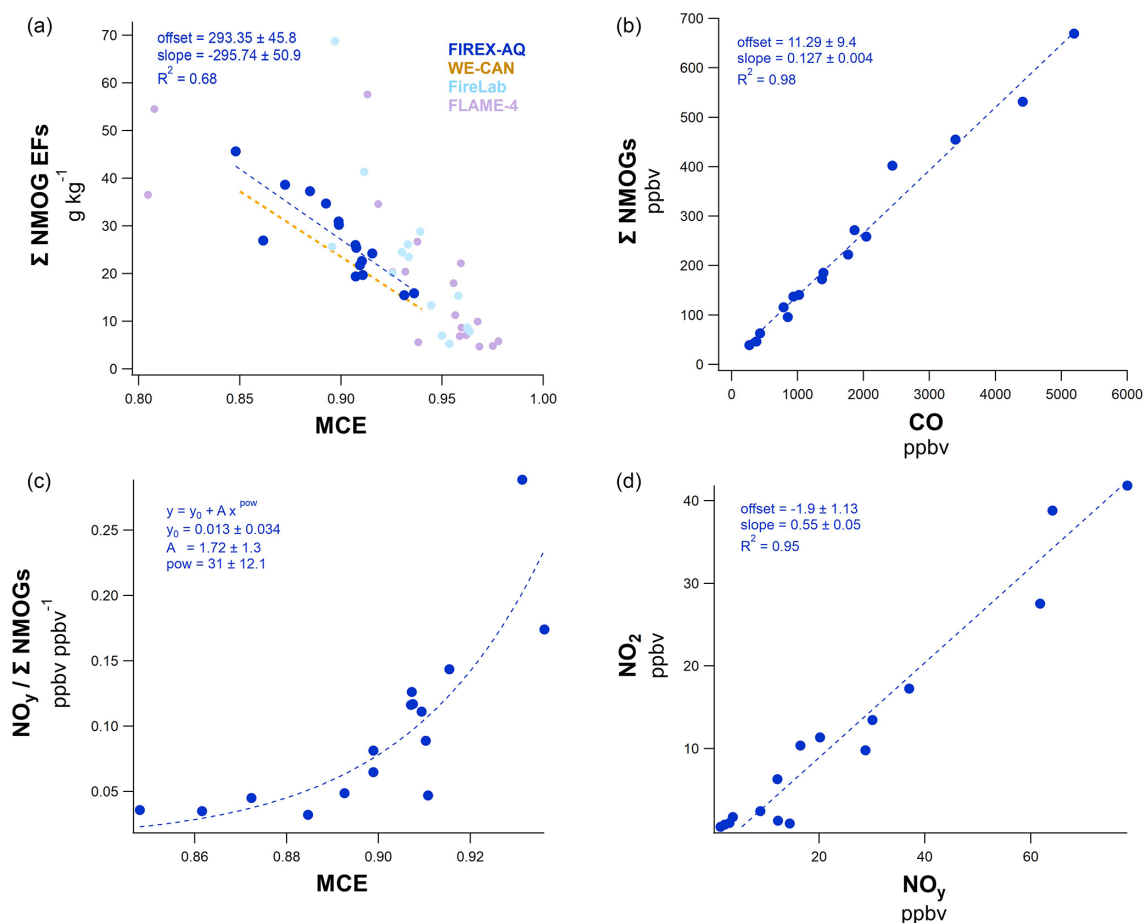 (a)
offset = 293.35 ± 45.8
slope = -295.74 ± 50.9
R² = 0.68
FIREX-AQ
WE-CAN
FireLab
FLAME-4
Σ NMOG EFs
g kg⁻¹
70
60
50
40
30
20
10
0
0.80 0.85 0.90 0.95 1.00
MCE
(b)
offset = 11.29 ± 9.4
slope = 0.127 ± 0.004
R² = 0.98
Σ NMOGs
ppbv
700
600
500
400
300
200
100
0
0 1000 2000 3000 4000 5000 6000
CO
ppbv
(c)
y = y₀ + A x ᵖᵒʷ
y₀ = 0.013 ± 0.034
A = 1.72 ± 1.3
pow = 31 ± 12.1
NOy / Σ NMOGs
ppbv ppbv⁻¹
0.25
0.20
0.15
0.10
0.05
0.86 0.88 0.90 0.92
MCE
(d)
offset = -1.9 ± 1.13
slope = 0.55 ± 0.05
R² = 0.95
NO₂
ppbv
40
30
20
10
20 40 60
NOy
ppbv